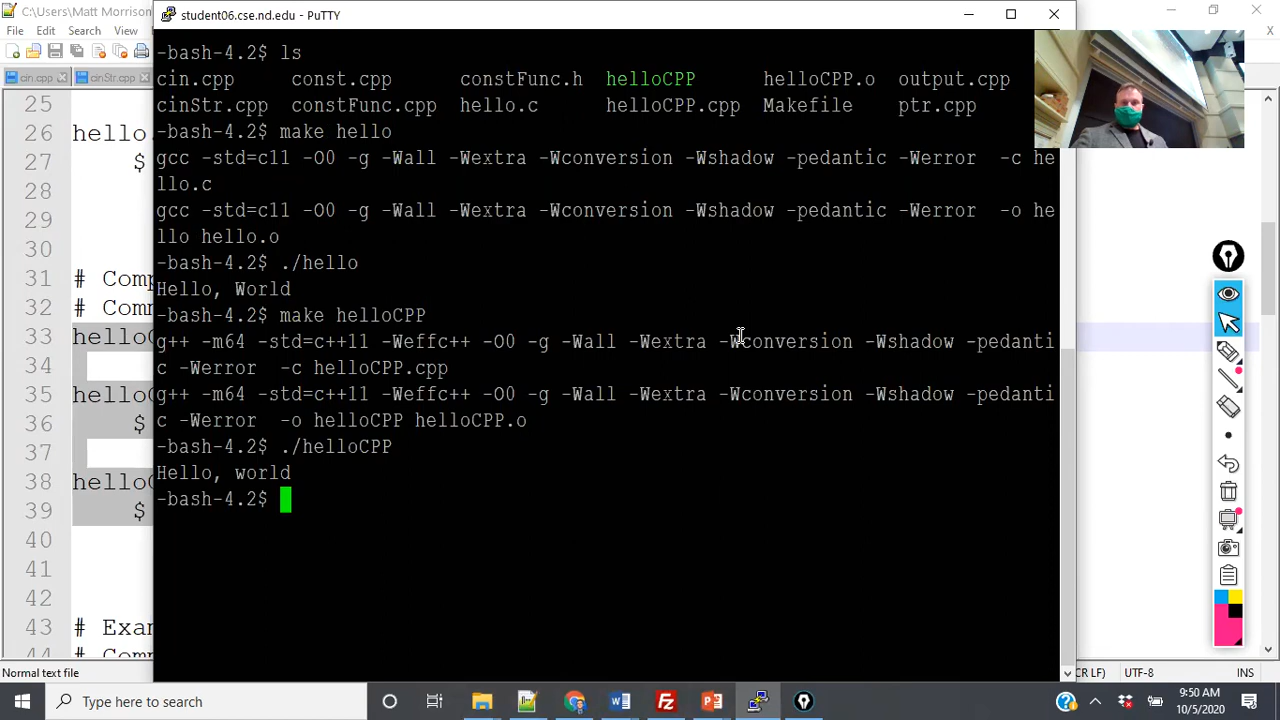 C:\Users\Matt Morrison
File Edit Search
cin.cpp cinStr.cpp
student06.cse.nd.edu - PuTTY
X
25
26 hello
27 $
28
29
30
31 # Comp
32 # Comm
33 hello
34
35 hello
36 $
37
38 hello
39 $
40
41
42
43 # Exam
-bash-4.2$ ls
cin.cpp const.cpp constFunc.h helloCPP helloCPP.o output.cpp
cinStr.cpp constFunc.cpp hello.c helloCPP.cpp Makefile ptr.cpp
-bash-4.2$ make hello
gcc -std=c11 -O0 -g -Wall -Wextra -Wconversion -Wshadow -pedantic -Werror -c he
llo.c
gcc -std=c11 -O0 -g -Wall -Wextra -Wconversion -Wshadow -pedantic -Werror -o he
llo hello.o
-bash-4.2$ ./hello
Hello, World
-bash-4.2$ make helloCPP
g++ -m64 -std=c++11 -Weffc++ -O0 -g -Wall -Wextra -Wconversion -Wshadow -pedanti
c -Werror -c helloCPP.cpp
g++ -m64 -std=c++11 -Weffc++ -O0 -g -Wall -Wextra -Wconversion -Wshadow -pedanti
c -Werror -o helloCPP helloCPP.o
-bash-4.2$ ./helloCPP
Hello, world
-bash-4.2$
Normal text file CR LF) UTF-8 INS
Type here to search
9:50 AM
10/5/2020